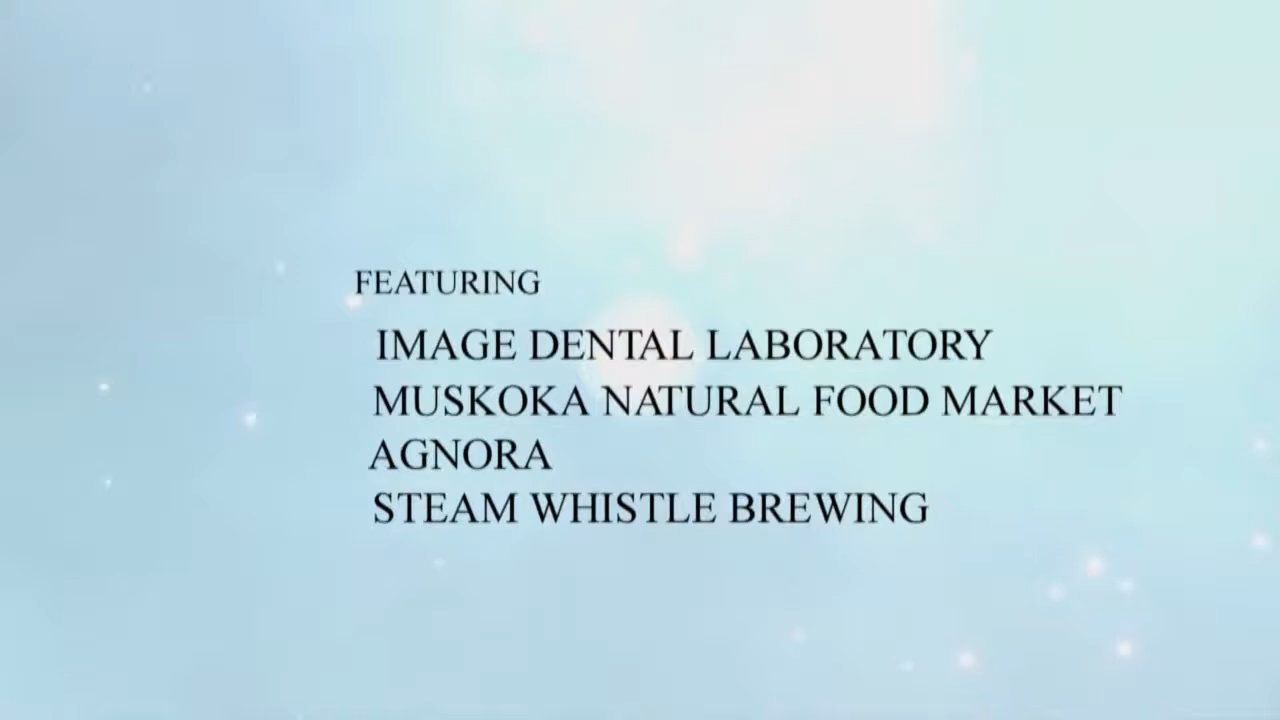 FEATURING
IMAGE DENTAL LABORATORY
MUSKOKA NATURAL FOOD MARKET
AGNORA
STEAM WHISTLE BREWING